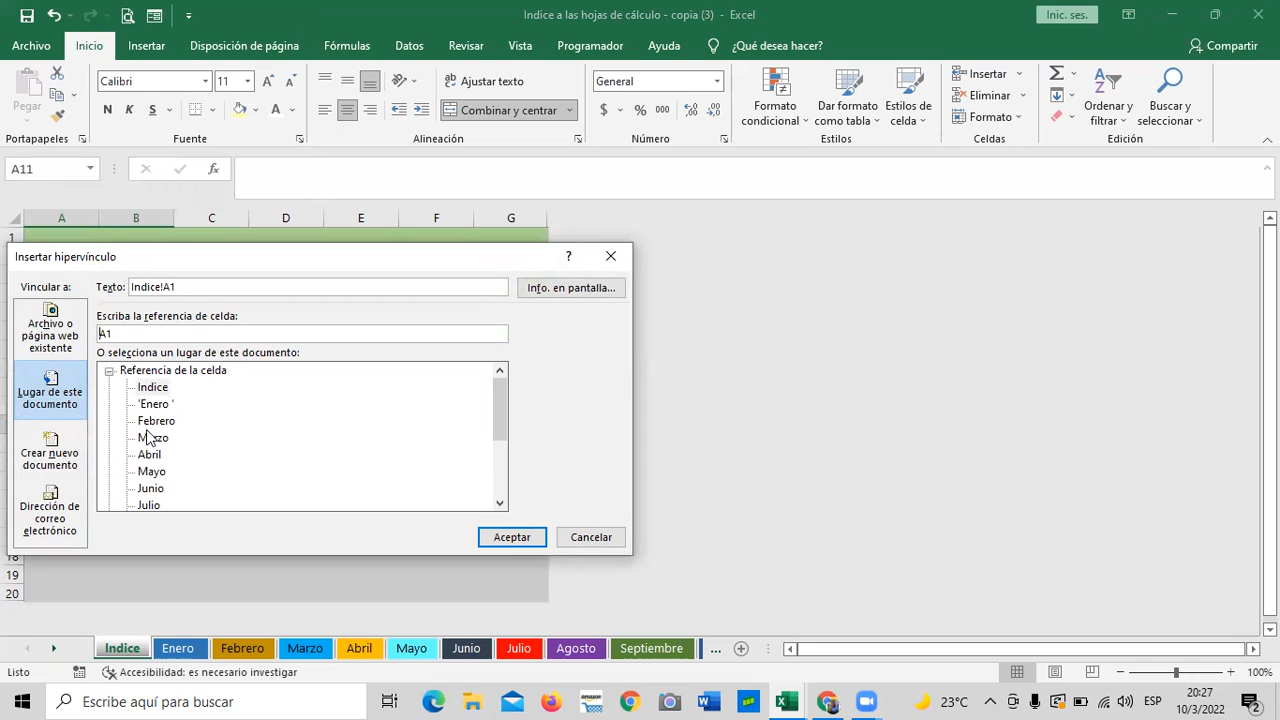 Indice a las hojas de cálculo - copia (3) - Excel
Inic. ses.
Archivo Inicio Insertar Disposición de página Fórmulas Datos Revisar Vista Programador Ayuda ¿Qué desea hacer? Compartir
Pegar
Calibri 11
N K S
Ajustar texto
Combinar y centrar
General
$ % 000
Formato condicional
Dar formato como tabla
Estilos de celda
Insertar
Eliminar
Formato
Ordenar y filtrar
Buscar y seleccionar
Portapapeles Fuente Alineación Número Estilos Celdas Edición
A11
fx
A B C D E F G
1
Insertar hipervínculo
?
Vincular a:
Texto: Indice!A1
Info. en pantalla...
Archivo o página web existente
Lugar de este documento
Crear nuevo documento
Dirección de correo electrónico
Escriba la referencia de celda:
A1
O selecciona un lugar de este documento:
Referencia de la celda
Indice
'Enero '
Febrero
Marzo
Abril
Mayo
Junio
Julio
Aceptar Cancelar
18
19
20
Indice Enero Febrero Marzo Abril Mayo Junio Julio Agosto Septiembre ...
Listo Accesibilidad: es necesario investigar 100%
Escribe aquí para buscar
amazon
23°C
ESP
20:27
10/3/2022
2